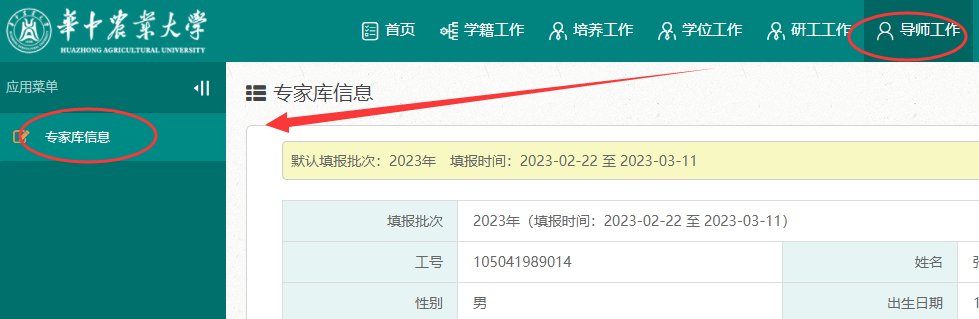 华中农业大学
HUAZHONG AGRICULTURAL UNIVERSITY
首页 学籍工作 培养工作 学位工作 研工工作 导师工作
应用菜单
专家库信息
专家库信息
默认填报批次：2023年 填报时间：2023-02-22 至 2023-03-11
填报批次 2023年（填报时间：2023-02-22 至 2023-03-11）
工号 105041989014 姓名
性别 男 出生日期